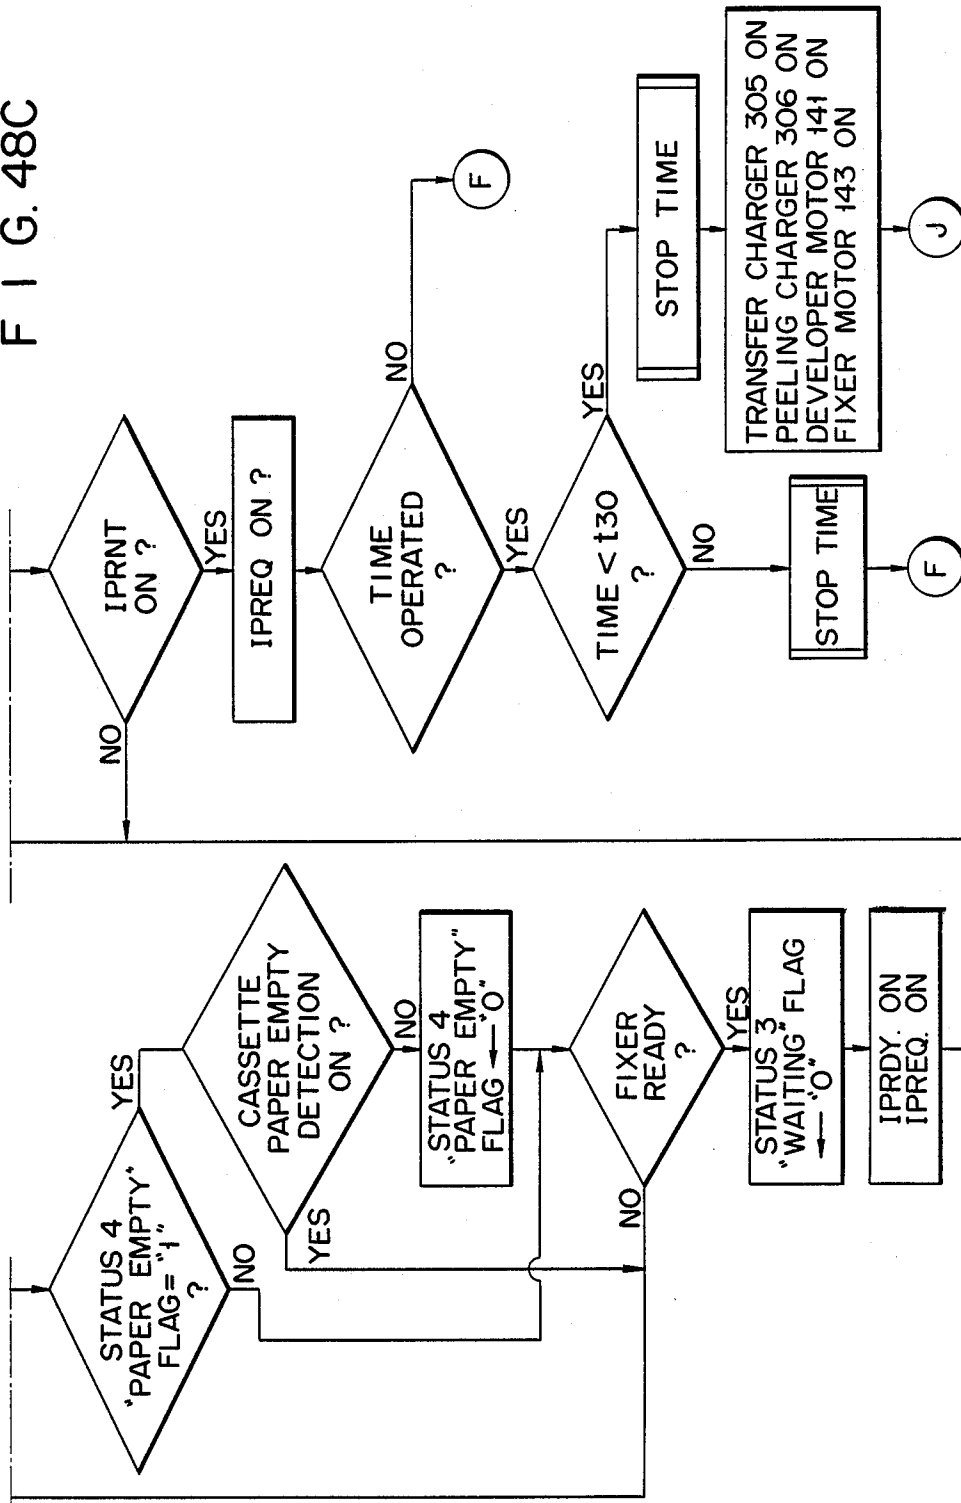 F I G. 48C
STATUS 4
"PAPER EMPTY"
FLAG = "1"
?
YES
NO
CASSETTE
PAPER EMPTY
DETECTION
ON ?
YES
NO
"STATUS 4
PAPER EMPTY"
FLAG ← "0"
FIXER
READY
?
NO
YES
STATUS 3
"WAITING" FLAG
← "0"
IPRDY. ON
IPREQ. ON
IPRNT
ON ?
NO
YES
IPREQ ON ?
TIME
OPERATED
?
NO
F
YES
TIME < t30
?
YES
NO
STOP TIME
F
STOP TIME
TRANSFER CHARGER 305 ON
PEELING CHARGER 306 ON
DEVELOPER MOTOR 141 ON
FIXER MOTOR 143 ON
J